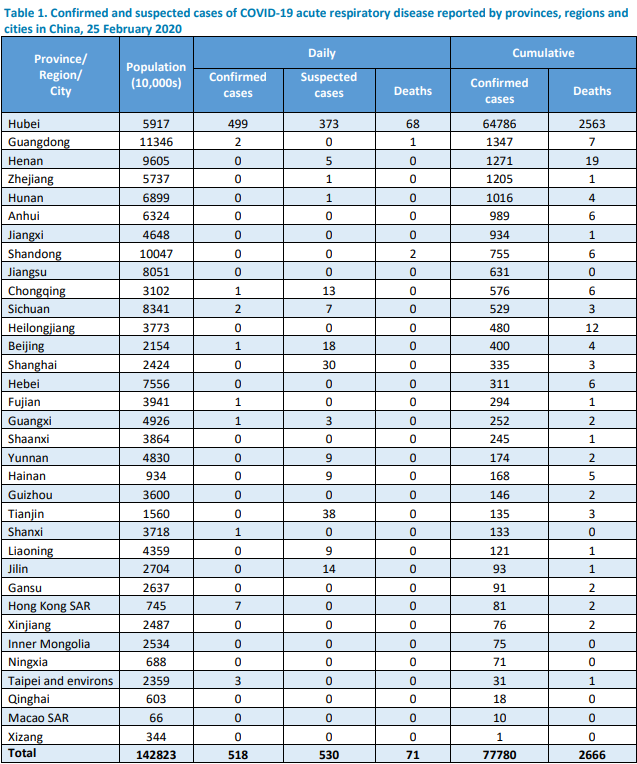 Table 1. Confirmed and suspected cases of COVID-19 acute respiratory disease reported by provinces, regions and
cities in China, 25 February 2020
Province/ Region/ City Population (10,000s) Daily Cumulative
Confirmed cases Suspected cases Deaths Confirmed cases Deaths
Hubei 5917 499 373 68 64786 2563
Guangdong 11346 2 0 1 1347 7
Henan 9605 0 5 0 1271 19
Zhejiang 5737 0 1 0 1205 1
Hunan 6899 0 1 0 1016 4
Anhui 6324 0 0 0 989 6
Jiangxi 4648 0 0 0 934 1
Shandong 10047 0 0 2 755 6
Jiangsu 8051 0 0 0 631 0
Chongqing 3102 1 13 0 576 6
Sichuan 8341 2 7 0 529 3
Heilongjiang 3773 0 0 0 480 12
Beijing 2154 1 18 0 400 4
Shanghai 2424 0 30 0 335 3
Hebei 7556 0 0 0 311 6
Fujian 3941 1 0 0 294 1
Guangxi 4926 1 3 0 252 2
Shaanxi 3864 0 0 0 245 1
Yunnan 4830 0 9 0 174 2
Hainan 934 0 9 0 168 5
Guizhou 3600 0 0 0 146 2
Tianjin 1560 0 38 0 135 3
Shanxi 3718 1 0 0 133 0
Liaoning 4359 0 9 0 121 1
Jilin 2704 0 14 0 93 1
Gansu 2637 0 0 0 91 2
Hong Kong SAR 745 7 0 0 81 2
Xinjiang 2487 0 0 0 76 2
Inner Mongolia 2534 0 0 0 75 0
Ningxia 688 0 0 0 71 0
Taipei and environs 2359 3 0 0 31 1
Qinghai 603 0 0 0 18 0
Macao SAR 66 0 0 0 10 0
Xizang 344 0 0 0 1 0
Total 142823 518 530 71 77780 2666